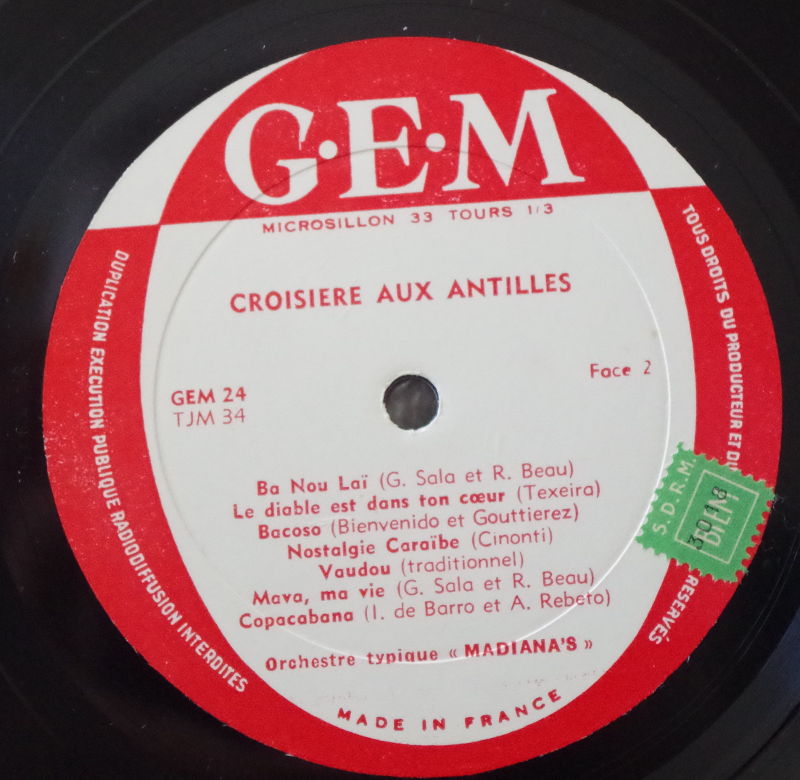 G·E·M
MICROSILLON 33 TOURS 1/3
CROISIERE AUX ANTILLES
GEM 24
TJM 34
Face 2
Ba Nou Laï (G. Sala et R. Beau)
Le diable est dans ton cœur (Texeira)
Bacoso (Bienvenido et Gouttierez)
Nostalgie Caraïbe (Cinonti)
Vaudou (traditionnel)
Mava, ma vie (G. Sala et R. Beau)
Copacabana (I. de Barro et A. Rebeto)
Orchestre typique « MADIANA'S »
MADE IN FRANCE
DUPLICATION EXECUTION PUBLIQUE RADIODIFFUSION INTERDITES
TOUS DROITS DU PRODUCTEUR ET DU
RESERVÉS
S.D.R.M.
BIEM
3018